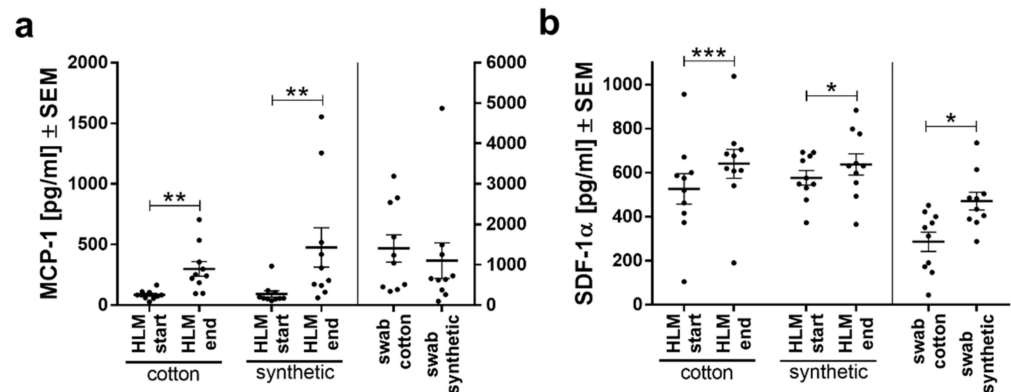 a
MCP-1 [pg/ml] ± SEM
2000
1500
1000
500
0
**
**
6000
5000
4000
3000
2000
1000
0
HLM start
HLM end
cotton
HLM start
HLM end
synthetic
swab cotton
swab synthetic
b
SDF-1α [pg/ml] ± SEM
1000
800
600
400
200
0
***
*
*
HLM start
HLM end
cotton
HLM start
HLM end
synthetic
swab cotton
swab synthetic